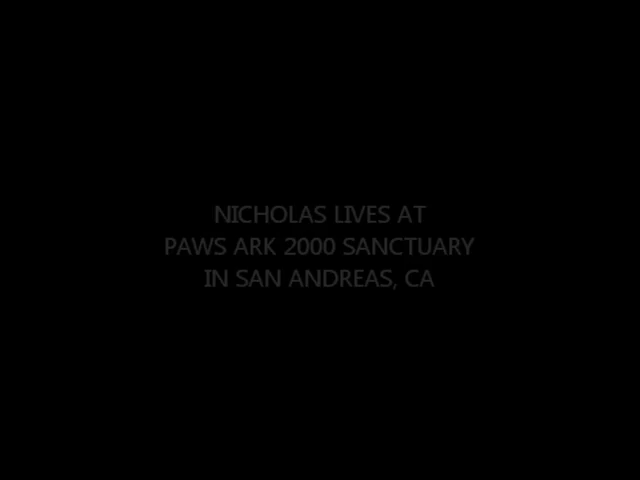 NICHOLAS LIVES AT
PAWS ARK 2000 SANCTUARY
IN SAN ANDREAS, CA